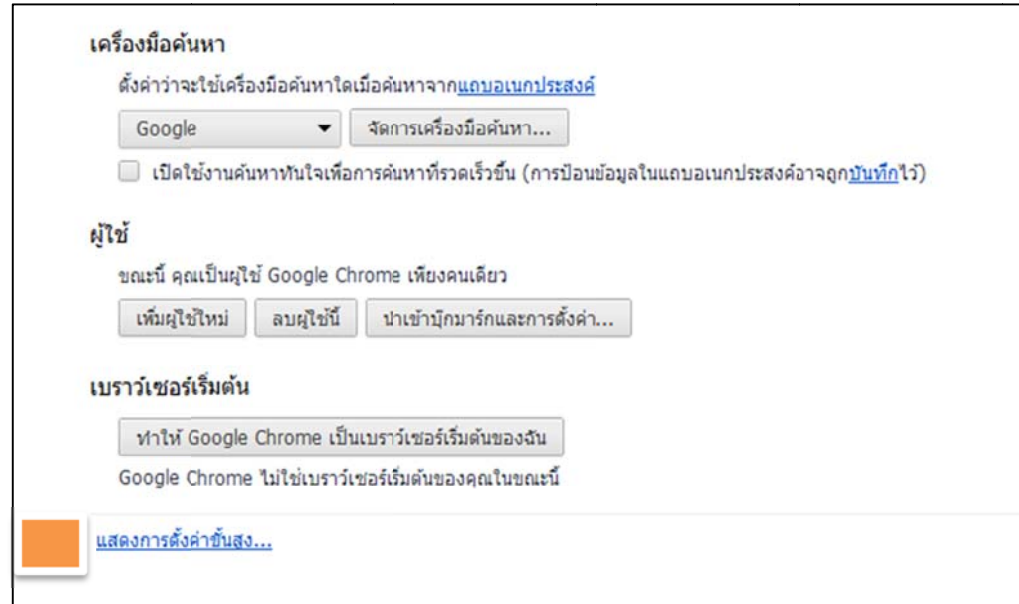 เครื่องมือค้นหา
ตั้งค่าว่าจะใช้เครื่องมือค้นหาใดเมื่อค้นหาจากแถบอเนกประสงค์
Google จัดการเครื่องมือค้นหา...
เปิดใช้งานค้นหาทันใจเพื่อการค้นหาที่รวดเร็วขึ้น (การป้อนข้อมูลในแถบอเนกประสงค์อาจถูกบันทึกไว้)
ผู้ใช้
ขณะนี้ คุณเป็นผู้ใช้ Google Chrome เพียงคนเดียว
เพิ่มผู้ใช้ใหม่ ลบผู้ใช้นี้ นำเข้าบุ๊กมาร์กและการตั้งค่า...
เบราว์เซอร์เริ่มต้น
ทำให้ Google Chrome เป็นเบราว์เซอร์เริ่มต้นของฉัน
Google Chrome ไม่ใช่เบราว์เซอร์เริ่มต้นของคุณในขณะนี้
แสดงการตั้งค่าขั้นสูง...